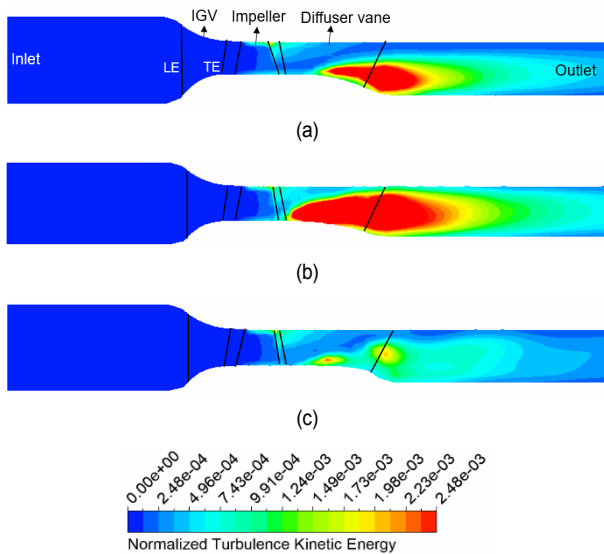 IGV Impeller Diffuser vane
Inlet LE TE Outlet
(a)
(b)
(c)
0.00e+00 2.48e-04 4.96e-04 7.43e-04 9.91e-04 1.24e-03 1.49e-03 1.73e-03 1.98e-03 2.23e-03 2.48e-03
Normalized Turbulence Kinetic Energy